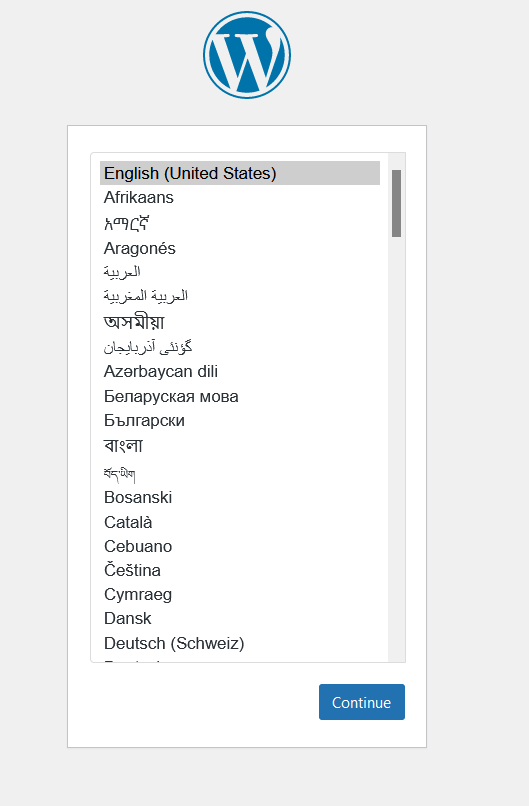 English (United States)
Afrikaans
አማርኛ
Aragonés
العربية
العربية المغربية
অসমীয়া
گؤنئی آذربایجان
Azərbaycan dili
Беларуская мова
Български
বাংলা
བོད་ཡིག
Bosanski
Català
Cebuano
Čeština
Cymraeg
Dansk
Deutsch (Schweiz)
Continue